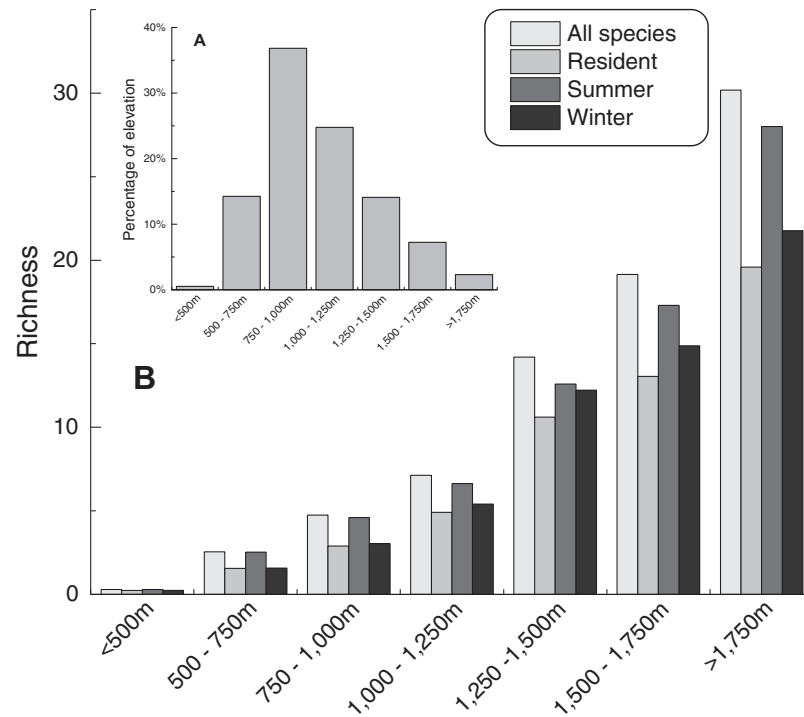 A
Percentage of elevation
40%
30%
20%
10%
0%
<500m
500 - 750m
750 - 1,000m
1,000 - 1,250m
1,250 -1,500m
1,500 - 1,750m
>1,750m
All species
Resident
Summer
Winter
B
Richness
30
20
10
0
<500m
500 - 750m
750 - 1,000m
1,000 - 1,250m
1,250 -1,500m
1,500 - 1,750m
>1,750m